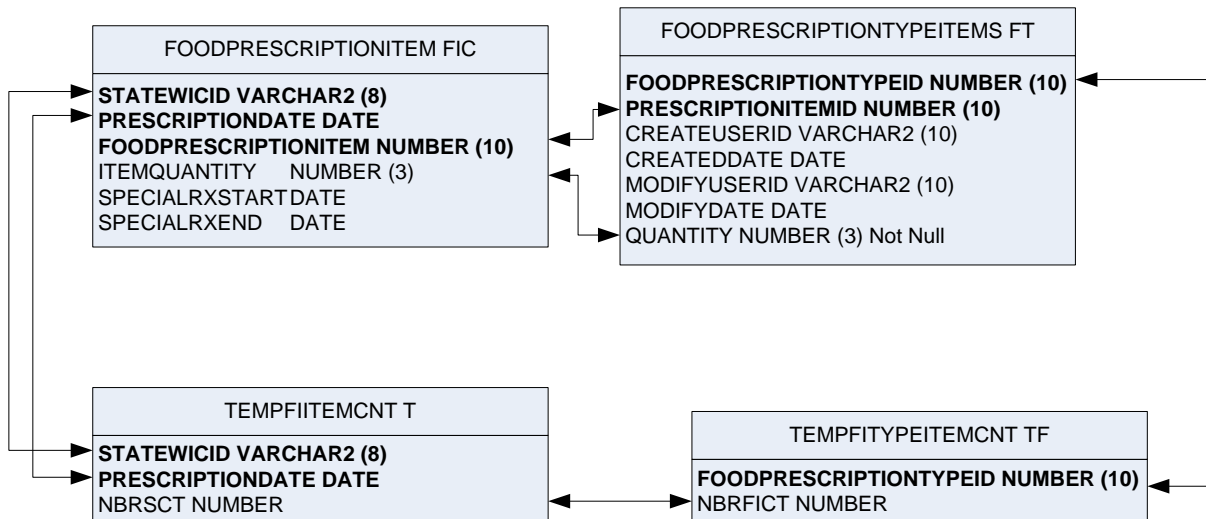 FOODPRESCRIPTIONITEM FIC
STATEWICID VARCHAR2 (8)
PRESCRIPTIONDATE DATE
FOODPRESCRIPTIONITEM NUMBER (10)
ITEMQUANTITY NUMBER (3)
SPECIALRXSTART DATE
SPECIALRXEND DATE
FOODPRESCRIPTIONTYPEITEMS FT
FOODPRESCRIPTIONTYPEID NUMBER (10)
PRESCRIPTIONITEMID NUMBER (10)
CREATEUSERID VARCHAR2 (10)
CREATEDDATE DATE
MODIFYUSERID VARCHAR2 (10)
MODIFYDATE DATE
QUANTITY NUMBER (3) Not Null
TEMPFIITEMCNT T
STATEWICID VARCHAR2 (8)
PRESCRIPTIONDATE DATE
NBRSCT NUMBER
TEMPFITYPEITEMCNT TF
FOODPRESCRIPTIONTYPEID NUMBER (10)
NBRFICT NUMBER